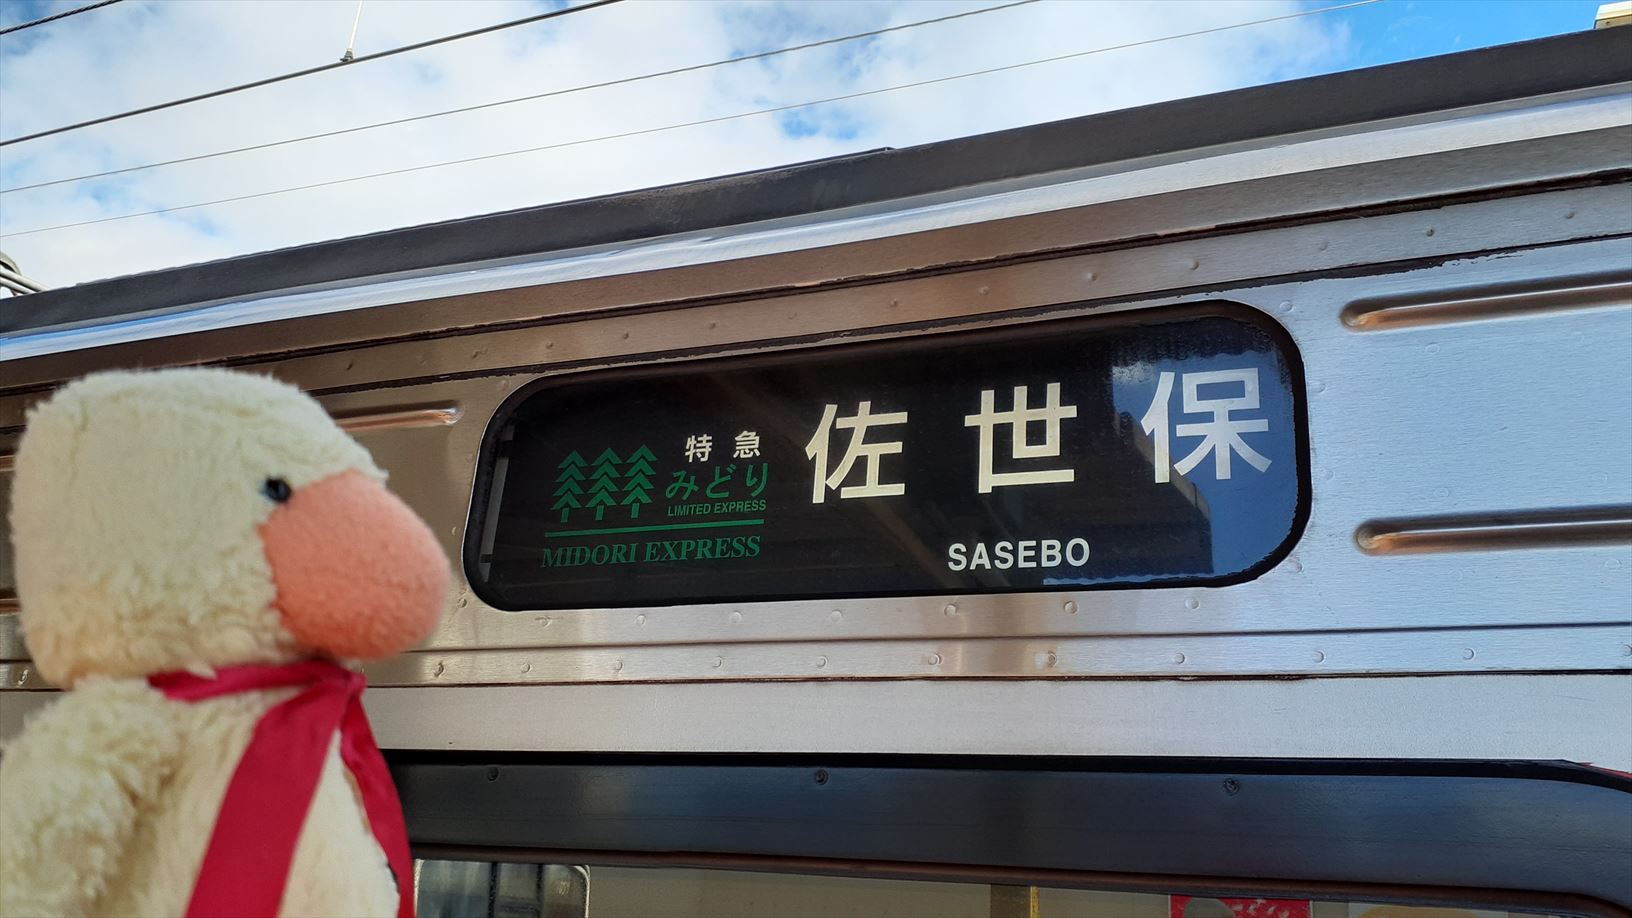 特急
みどり
LIMITED EXPRESS
MIDORI EXPRESS
佐世保
SASEBO